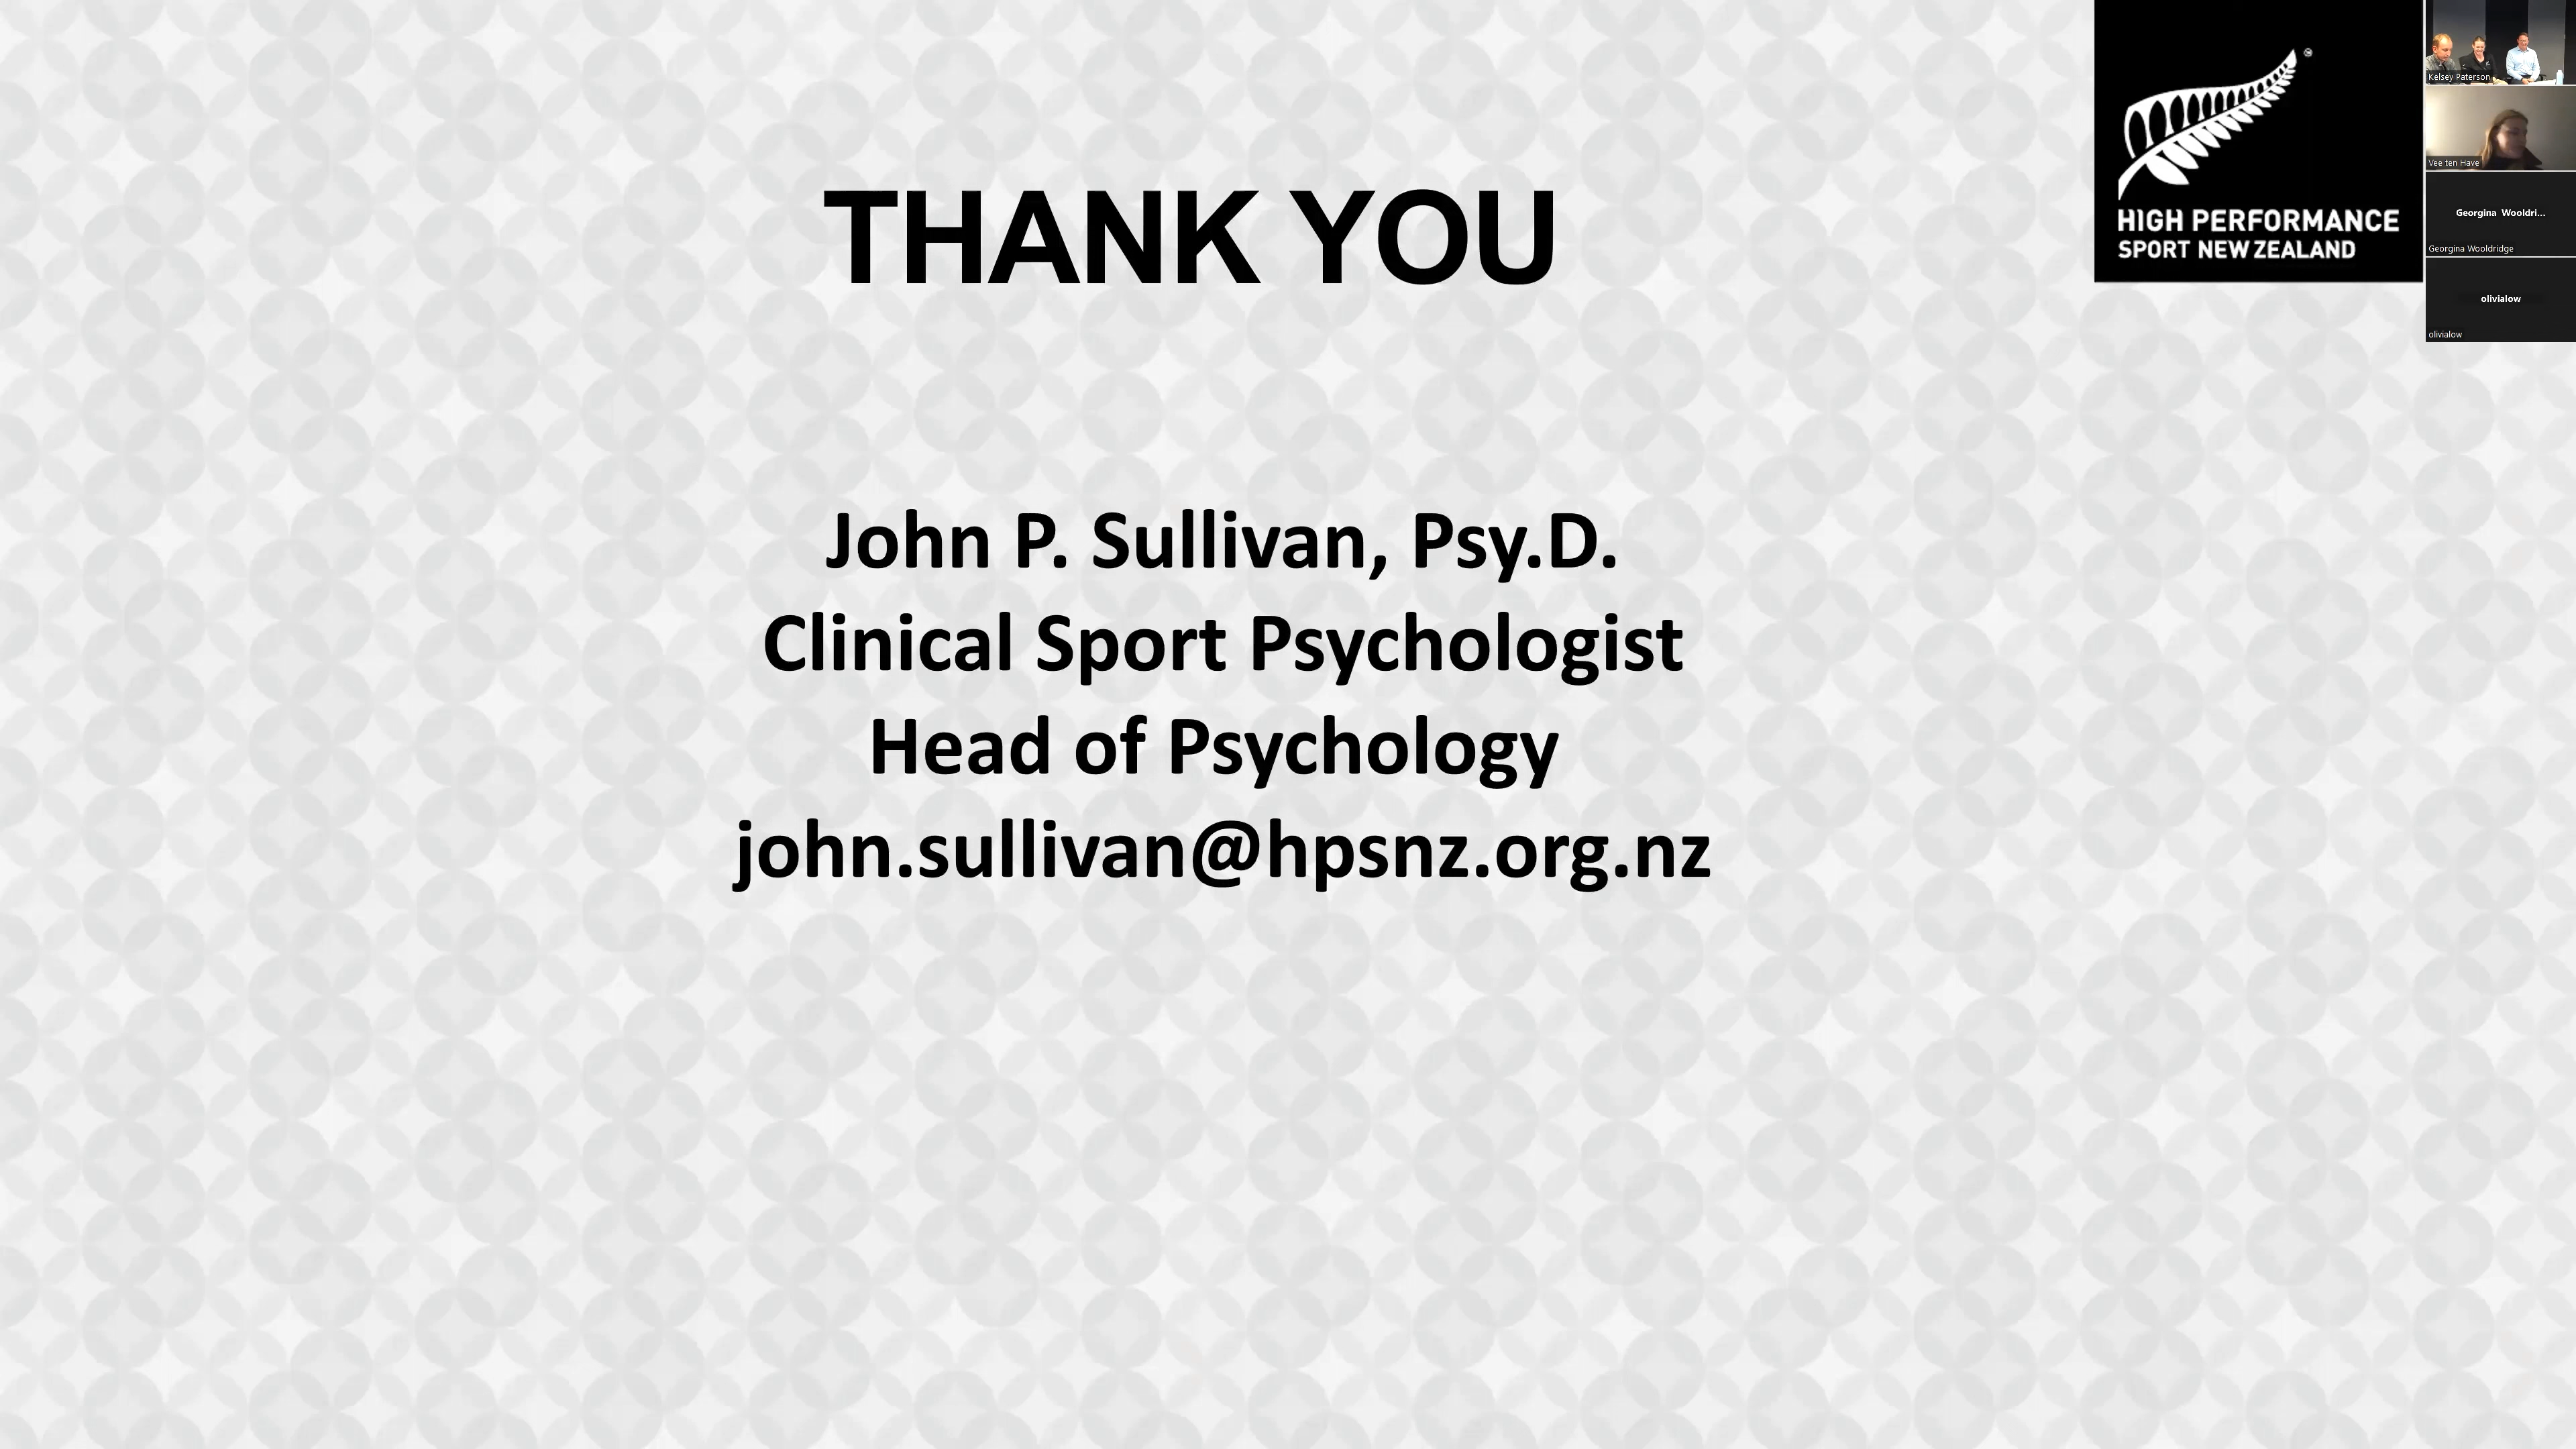 THANK YOU
John P. Sullivan, Psy.D.
Clinical Sport Psychologist
Head of Psychology
john.sullivan@hpsnz.org.nz
HIGH PERFORMANCE
SPORT NEW ZEALAND
Kelsey Paterson
Vee ten Have
Georgina Wooldri...
Georgina Wooldridge
olivialow
olivialow